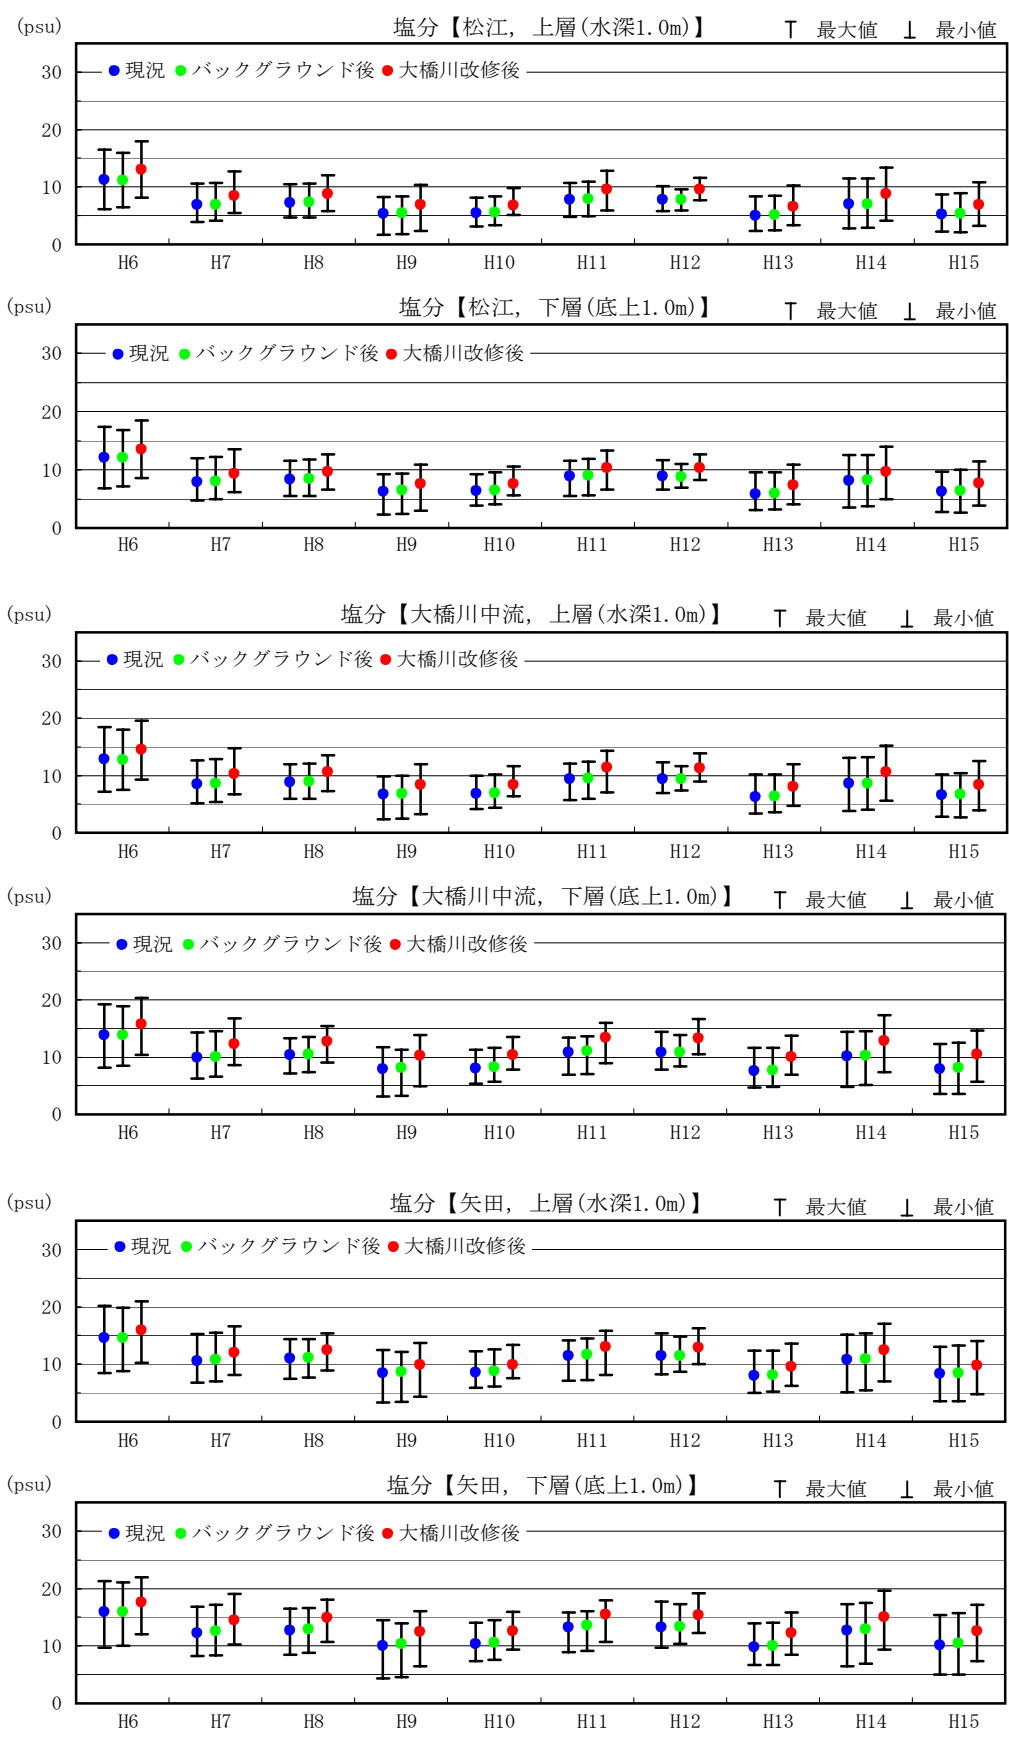 (psu) 塩分【松江, 上層(水深1.0m)】 最大値 最小値
30 現況 バックグラウンド後 大橋川改修後
20
10
0
H6 H7 H8 H9 H10 H11 H12 H13 H14 H15
(psu) 塩分【松江, 下層(底上1.0m)】 最大値 最小値
30 現況 バックグラウンド後 大橋川改修後
20
10
0
H6 H7 H8 H9 H10 H11 H12 H13 H14 H15
(psu) 塩分【大橋川中流, 上層(水深1.0m)】 最大値 最小値
30 現況 バックグラウンド後 大橋川改修後
20
10
0
H6 H7 H8 H9 H10 H11 H12 H13 H14 H15
(psu) 塩分【大橋川中流, 下層(底上1.0m)】 最大値 最小値
30 現況 バックグラウンド後 大橋川改修後
20
10
0
H6 H7 H8 H9 H10 H11 H12 H13 H14 H15
(psu) 塩分【矢田, 上層(水深1.0m)】 最大値 最小値
30 現況 バックグラウンド後 大橋川改修後
20
10
0
H6 H7 H8 H9 H10 H11 H12 H13 H14 H15
(psu) 塩分【矢田, 下層(底上1.0m)】 最大値 最小値
30 現況 バックグラウンド後 大橋川改修後
20
10
0
H6 H7 H8 H9 H10 H11 H12 H13 H14 H15